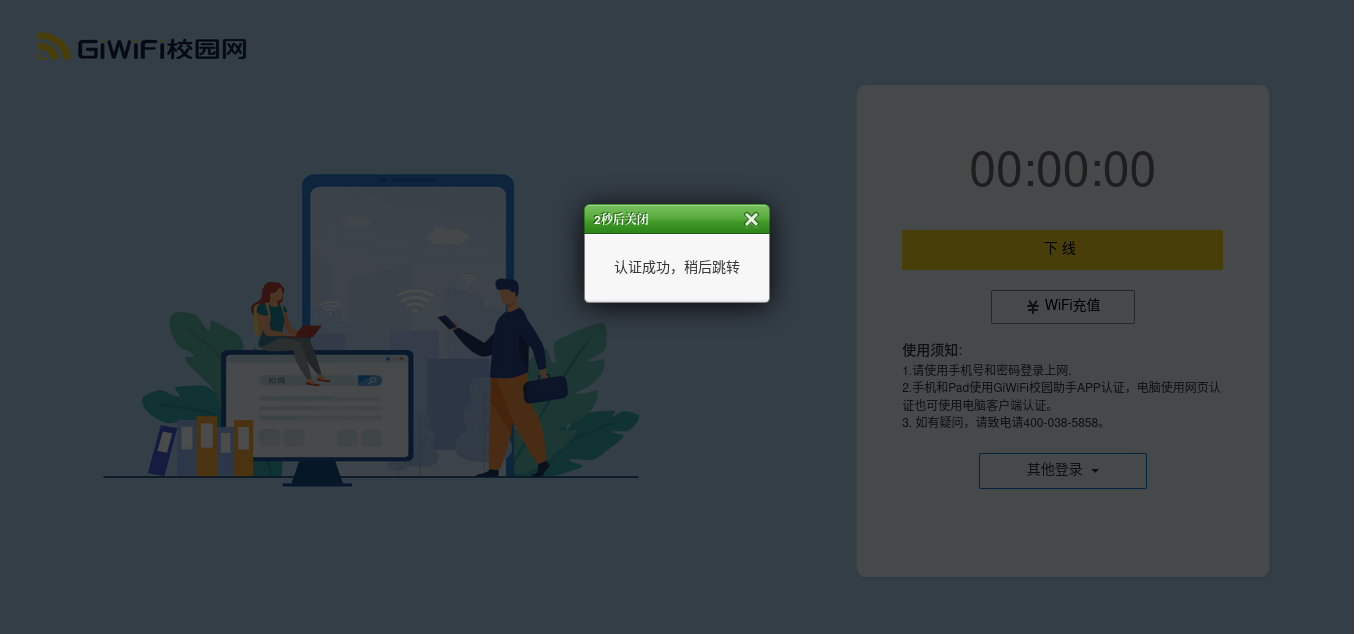 GiWiFi校园网
00:00:00
2秒后关闭
认证成功，稍后跳转
下 线
¥ WiFi充值
使用须知:
1.请使用手机号和密码登录上网.
2.手机和Pad使用GiWiFi校园助手APP认证，电脑使用网页认
证也可使用电脑客户端认证。
3. 如有疑问，请致电请400-038-5858。
其他登录